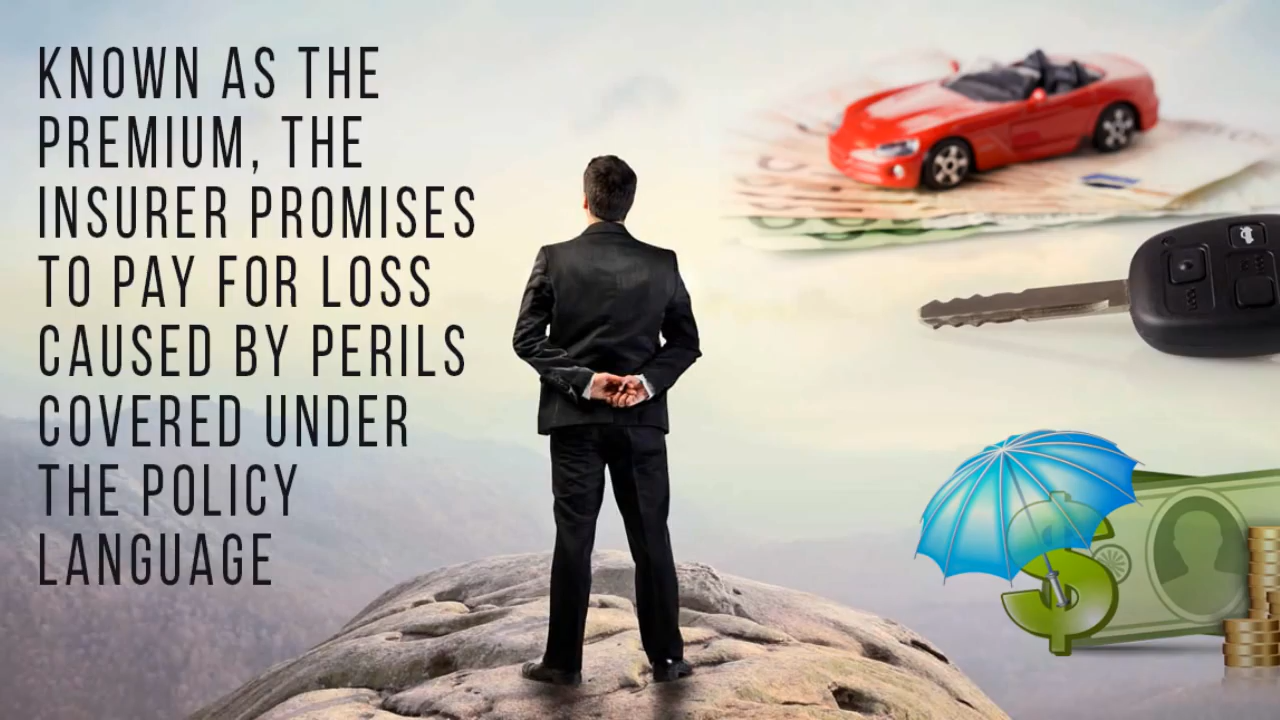 KNOWN AS THE
PREMIUM, THE
INSURER PROMISES
TO PAY FOR LOSS
CAUSED BY PERILS
COVERED UNDER
THE POLICY
LANGUAGE